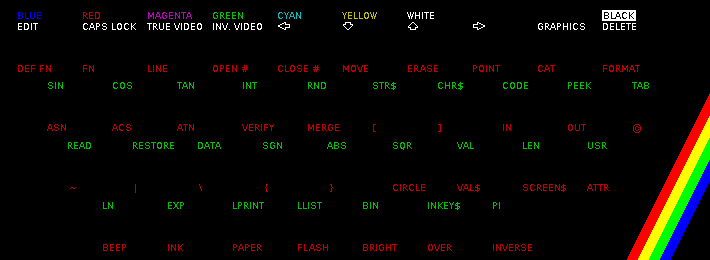 BLUE RED MAGENTA GREEN CYAN YELLOW WHITE BLACK
EDIT CAPS LOCK TRUE VIDEO INV. VIDEO ⇦ ⇩ ⇧ ⇨ GRAPHICS DELETE
DEF FN FN LINE OPEN # CLOSE # MOVE ERASE POINT CAT FORMAT
SIN COS TAN INT RND STR$ CHR$ CODE PEEK TAB
ASN ACS ATN VERIFY MERGE [ ] IN OUT ©
READ RESTORE DATA SGN ABS SQR VAL LEN USR
~ | \ { } CIRCLE VAL$ SCREEN$ ATTR
LN EXP LPRINT LLIST BIN INKEY$ PI
BEEP INK PAPER FLASH BRIGHT OVER INVERSE